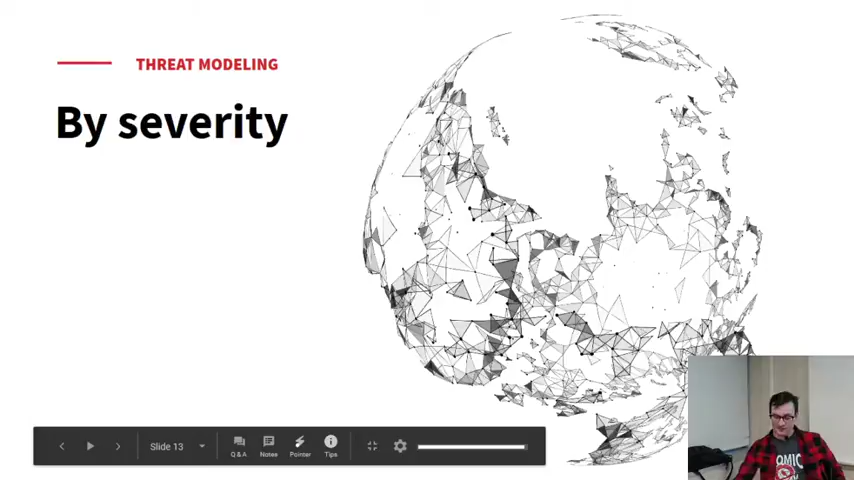 THREAT MODELING
By severity
Slide 13
Q & A
Notes
Pointer
Tips